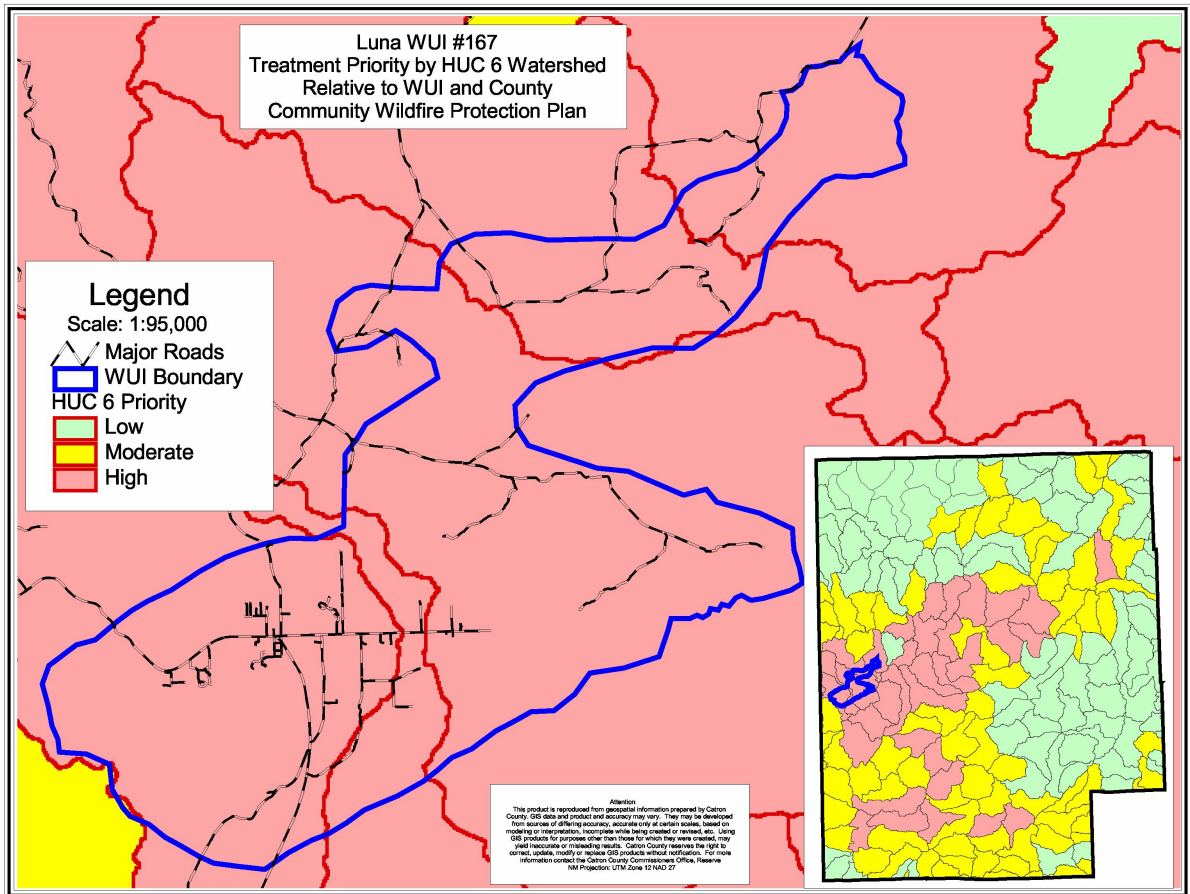 Luna WUI #167
Treatment Priority by HUC 6 Watershed
Relative to WUI and County
Community Wildfire Protection Plan
Legend
Scale: 1:95,000
Major Roads
WUI Boundary
HUC 6 Priority
Low
Moderate
High
Attention
This product is reproduced from geospatial information prepared by Catron
County. GIS data and product and accuracy may vary. They may be developed
from sources of differing accuracy, accurate only at certain scales, based on
modeling or interpretation, incomplete while being created or revised, etc. Using
GIS products for purposes other than those for which they were created, may
yield inaccurate or misleading results. Catron County reserves the right to
correct, update, modify or replace GIS products without notification. For more
information contact the Catron County Commissioners Office, Reserve
NM Projection: UTM Zone 12 NAD 27